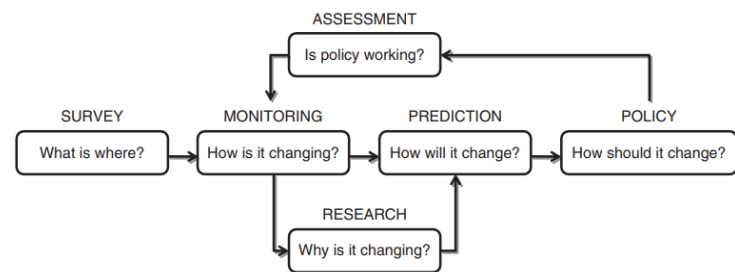 ASSESSMENT
Is policy working?
SURVEY
MONITORING
PREDICTION
POLICY
What is where?
How is it changing?
How will it change?
How should it change?
RESEARCH
Why is it changing?